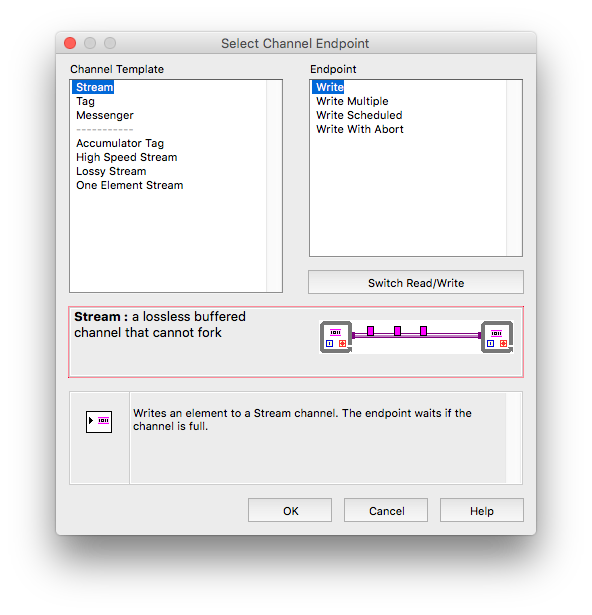 Select Channel Endpoint
Channel Template
Stream
Tag
Messenger
-----------
Accumulator Tag
High Speed Stream
Lossy Stream
One Element Stream
Endpoint
Write
Write Multiple
Write Scheduled
Write With Abort
Switch Read/Write
Stream : a lossless buffered
channel that cannot fork
Writes an element to a Stream channel. The endpoint waits if the
channel is full.
OK
Cancel
Help